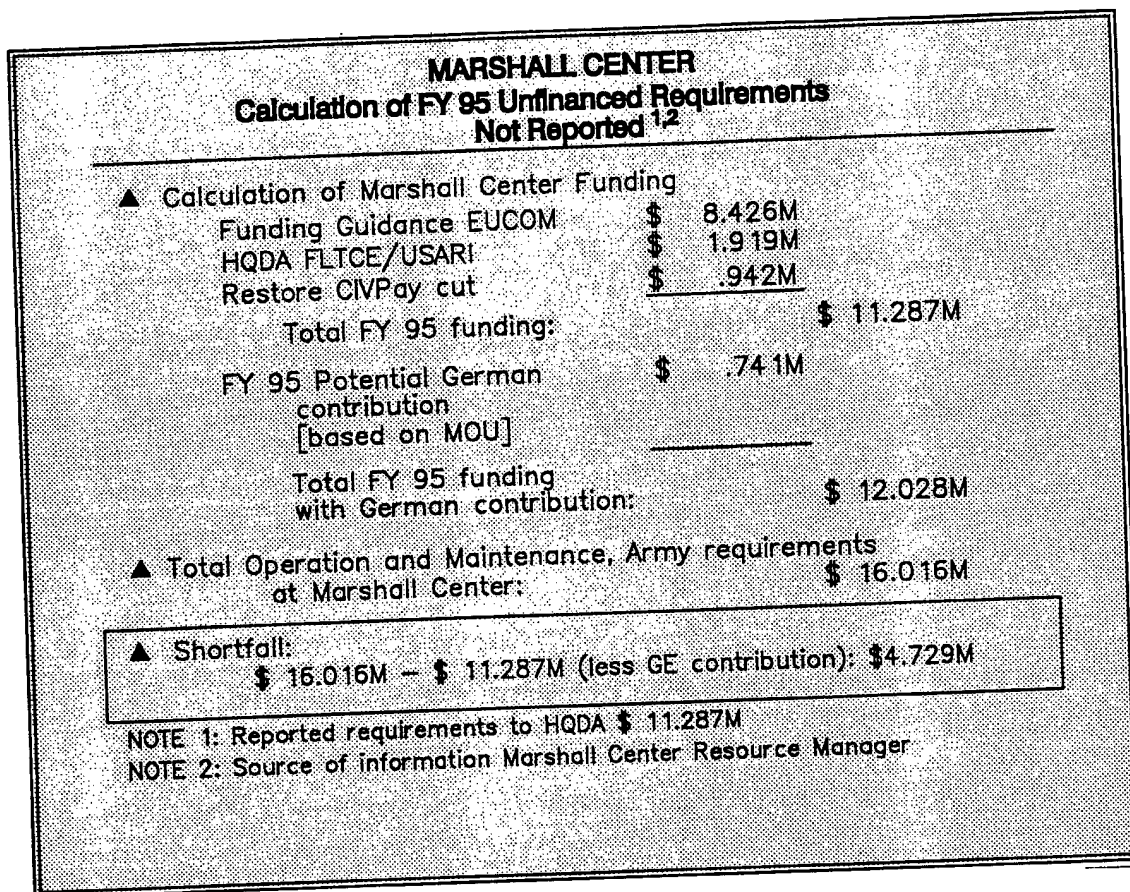 MARSHALL CENTER
Calculation of FY 95 Unfinanced Requirements
Not Reported 1,2
▲ Calculation of Marshall Center Funding
Funding Guidance EUCOM $ 8.426M
HQDA FLTCE/USARI $ 1.919M
Restore CIVPay cut $ .942M
Total FY 95 funding: $ 11.287M
FY 95 Potential German $ .741M
contribution
[based on MOU]
Total FY 95 funding
with German contribution: $ 12.028M
▲ Total Operation and Maintenance, Army requirements
at Marshall Center: $ 16.016M
▲ Shortfall:
$ 16.016M – $ 11.287M (less GE contribution): $4.729M
NOTE 1: Reported requirements to HQDA $ 11.287M
NOTE 2: Source of information Marshall Center Resource Manager